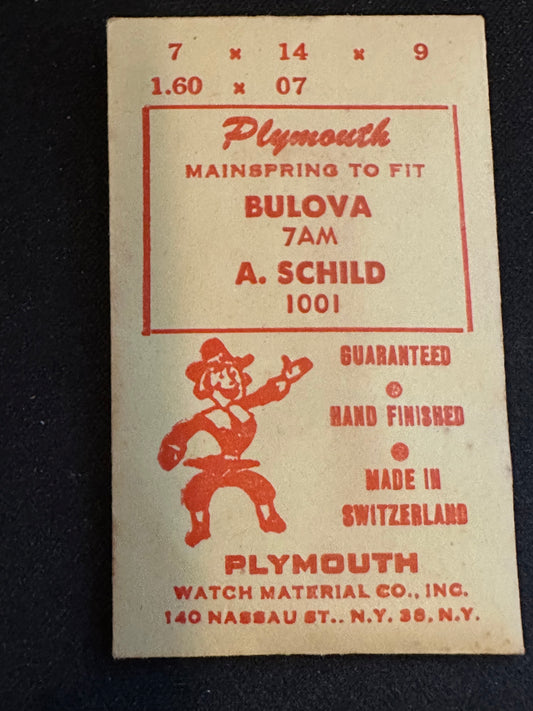 7 × 14 × 9
1.60 × 07
Plymouth
MAINSPRING TO FIT
BULOVA
7AM
A. SCHILD
1001
GUARANTEED
HAND FINISHED
MADE IN
SWITZERLAND
PLYMOUTH
WATCH MATERIAL CO., INC.
140 NASSAU ST., N.Y. 38, N.Y.